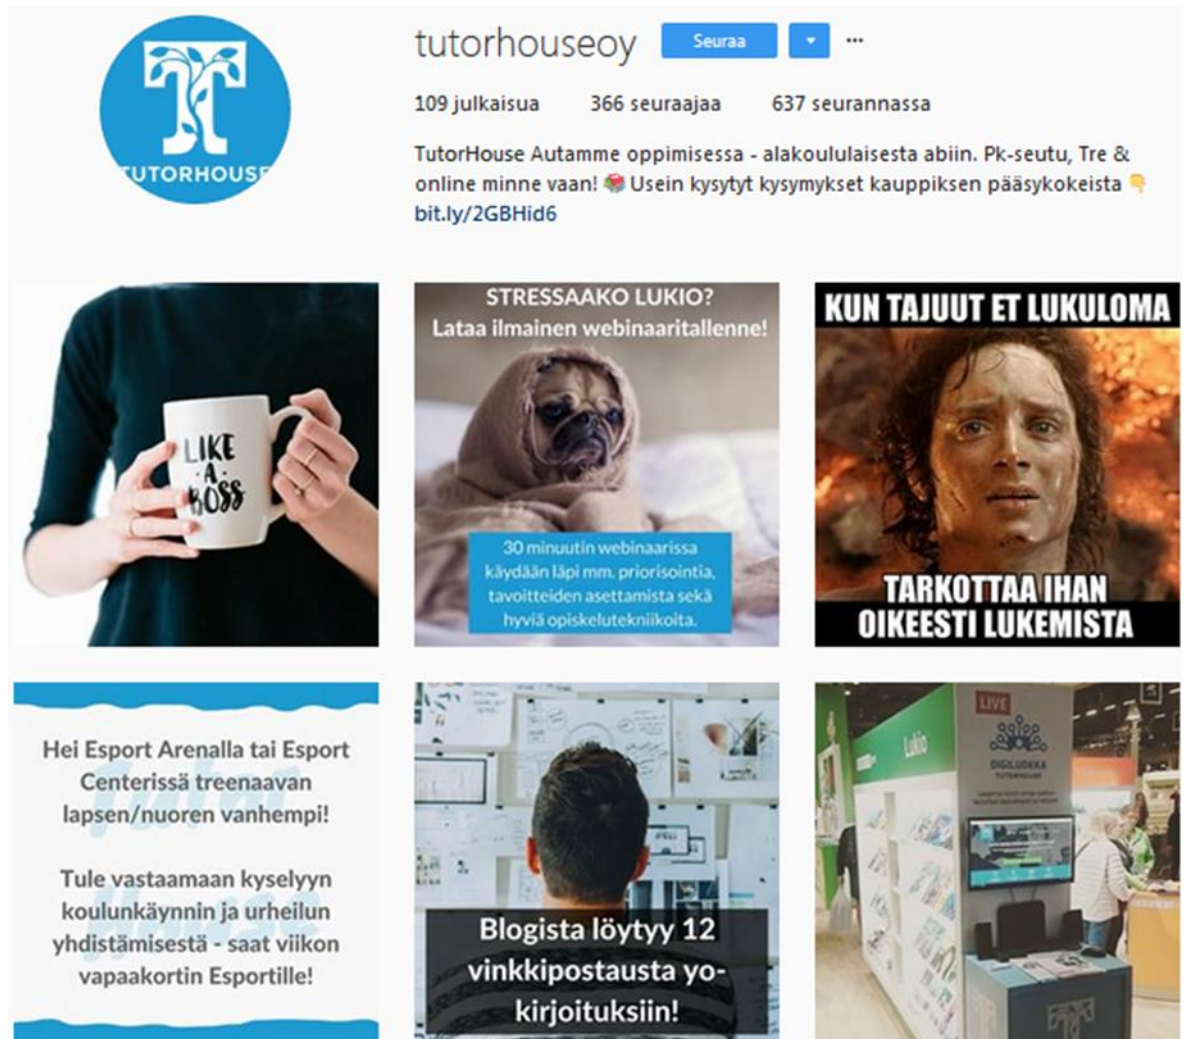 TUTORHOUSE
tutorhouseoy
Seuraa
109 julkaisua 366 seuraajaa 637 seurannassa
TutorHouse Autamme oppimisessa - alakoululaisesta abiin. Pk-seutu, Tre &
online minne vaan! 📚 Usein kysytyt kysymykset kauppiksen pääsykokeista 👇
bit.ly/2GBHid6
LIKE
·A·
BOSS
STRESSAAKO LUKIO?
Lataa ilmainen webinaaritallenne!
30 minuutin webinaarissa
käydään läpi mm. priorisointia,
tavoitteiden asettamista sekä
hyviä opiskelutekniikoita.
KUN TAJUUT ET LUKULOMA
TARKOTTAA IHAN
OIKEESTI LUKEMISTA
Hei Esport Arenalla tai Esport
Centerissä treenaavan
lapsen/nuoren vanhempi!
Tule vastaamaan kyselyyn
koulunkäynnin ja urheilun
yhdistämisestä - saat viikon
vapaakortin Esportille!
Blogista löytyy 12
vinkkipostausta yo-
kirjoituksiin!
Lukio
LIVE
DIGILUOKKA
TUTORHOUSE